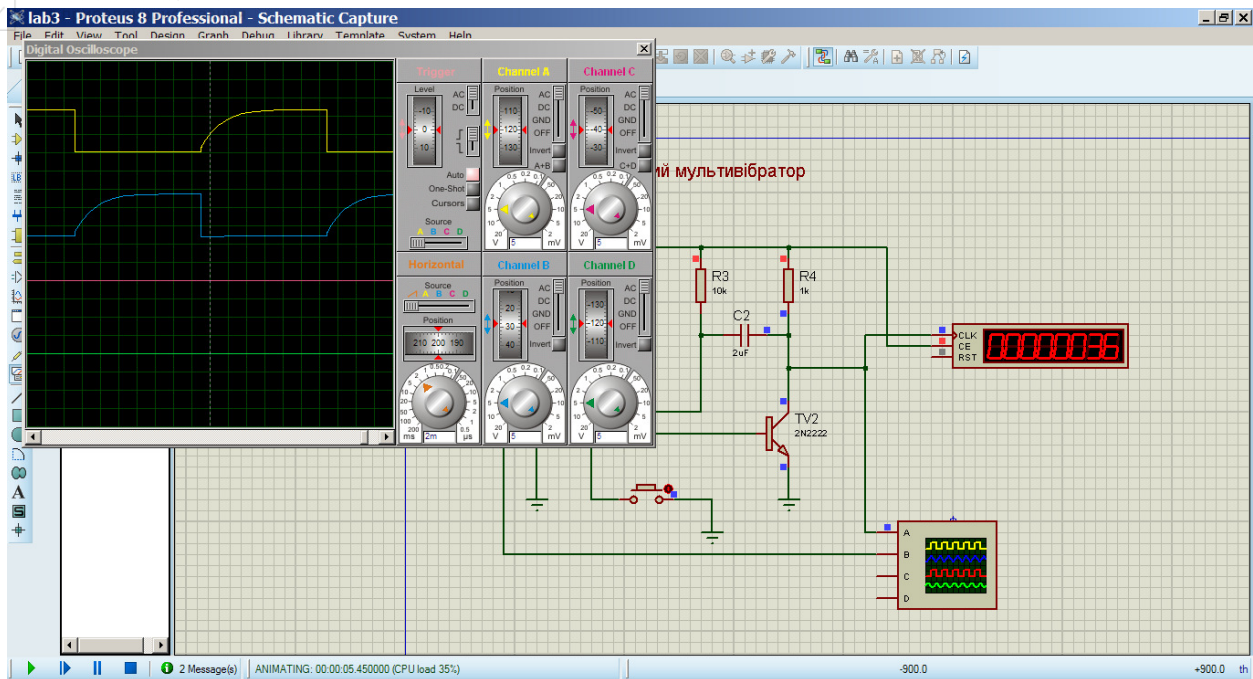 lab3 - Proteus 8 Professional - Schematic Capture
File Edit View Tool Design Graph Debug Library Template System Help
Digital Oscilloscope
Trigger
Channel A
Channel C
Level
AC
DC
-10
0
10
Auto
One-Shot
Cursors
Source
A B C D
Position
AC
DC
GND
OFF
Invert
A+B
-110
-120
-130
V 5 mV
Position
AC
DC
GND
OFF
Invert
C+D
-50
-40
-30
V 5 mV
Horizontal
Channel B
Channel D
Source
A B C D
Position
210 200 190
ms 2m µs
Position
AC
DC
GND
OFF
Invert
20
30
40
V 5 mV
Position
AC
DC
GND
OFF
Invert
-130
-120
-110
V 5 mV
ий мультивібратор
R3
10k
R4
1k
C2
2uF
TV2
2N2222
CLK
CE
RST
00000036
A
B
C
D
2 Message(s)
ANIMATING: 00:00:05.450000 (CPU load 35%)
-900.0
+900.0
th